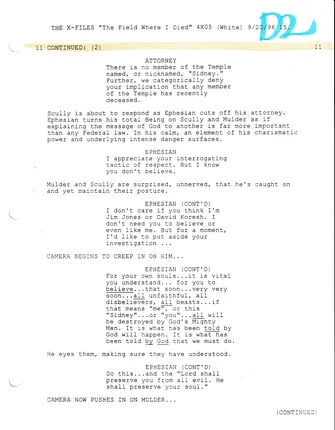 THE X-FILES "The Field Where I Died" 4X05 (White) 9/20/96 15.
D2
11 CONTINUED: (2) 11
ATTORNEY
There is no member of the Temple
named, or nicknamed, "Sidney."
Further, we categorically deny
your implication that any member
of the Temple has recently
deceased.
Scully is about to respond as Ephesian cuts off his attorney.
Ephesian turns his total Being on Scully and Mulder as if
explaining the message of God to another is far more important
than any Federal law. In his calm, an element of his charismatic
power and underlying intense danger surfaces.
EPHESIAN
I appreciate your interrogating
tactic of respect. But I know
you don't believe.
Mulder and Scully are surprised, unnerved, that he's caught on
and yet maintain their posture.
EPHESIAN (CONT'D)
I don't care if you think I'm
Jim Jones or David Koresh. I
don't need you to believe or
even like me. But for a moment,
I'd like to put aside your
investigation ...
CAMERA BEGINS TO CREEP IN ON HIM...
EPHESIAN (CONT'D)
For your own souls...it is vital
you understand... for you to
believe...that soon...very very
soon...all unfaithful, all
disbelievers, all beasts...if
that means "me", or this
"Sidney"...or "you"...all will
be destroyed by God's Mighty
Men. It is what has been told by
God will happen. It is what has
been told by God that we must do.
He eyes them, making sure they have understood.
EPHESIAN (CONT'D)
Do this...and the "Lord shall
preserve you from all evil. He
shall preserve your soul."
CAMERA NOW PUSHES IN ON MULDER...
(CONTINUED)